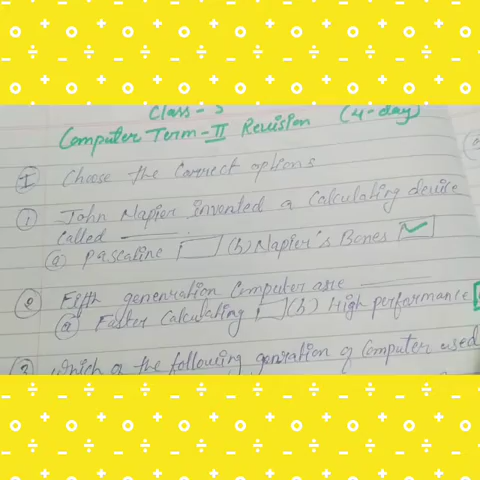 Class - 5
Computer Term - II Revision (4-day)
I Choose the Correct options
1 John Napier invented a Calculating device
Called ______.
(a) Pascaline (b) Napier's Bones ✓
2 Fifth genenration Computer are ______
(a) Faster Calculating (b) High performance
3 Which of the following genration of Computer used